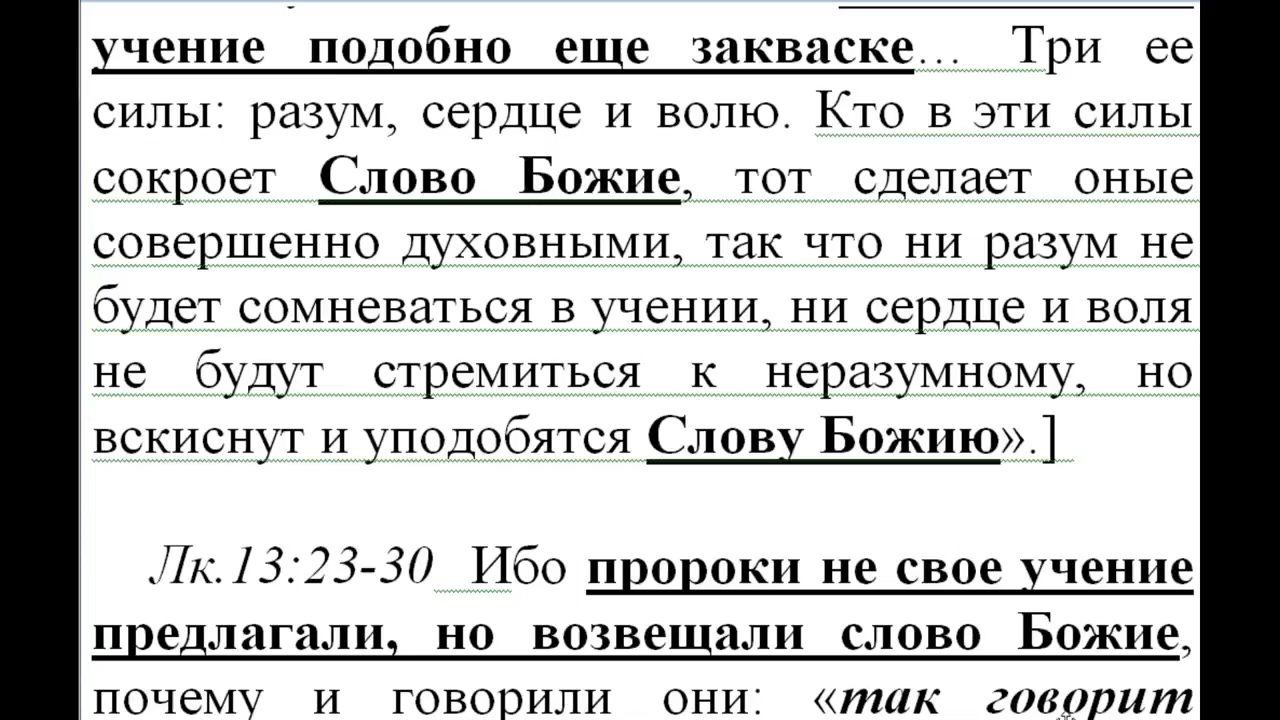 учение подобно еще закваске… Три ее
силы: разум, сердце и волю. Кто в эти силы
сокроет Слово Божие, тот сделает оные
совершенно духовными, так что ни разум не
будет сомневаться в учении, ни сердце и воля
не будут стремиться к неразумному, но
вскиснут и уподобятся Слову Божию».]
Лк.13:23-30 Ибо пророки не свое учение
предлагали, но возвещали слово Божие,
почему и говорили они: «так говорит